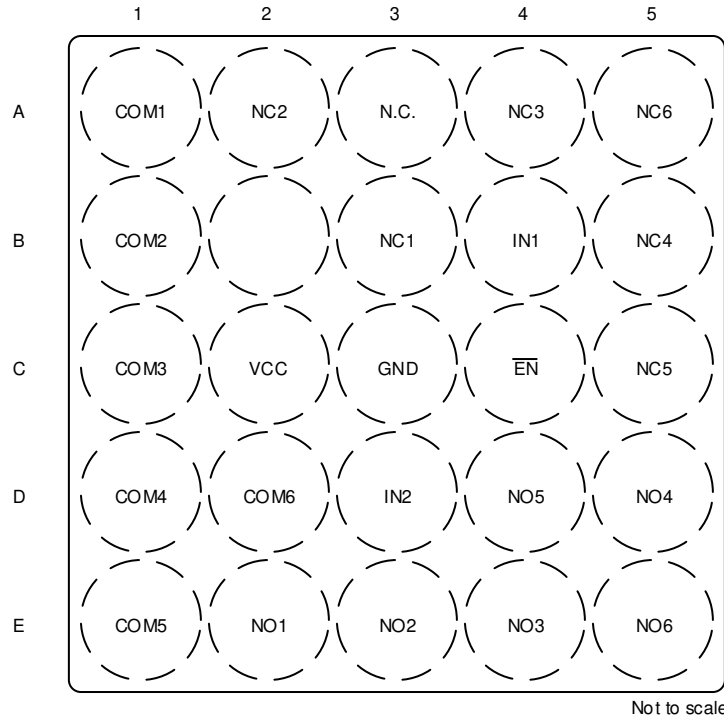 1 2 3 4 5
A COM1 NC2 N.C. NC3 NC6
B COM2 NC1 IN1 NC4
C COM3 VCC GND EN NC5
D COM4 COM6 IN2 NO5 NO4
E COM5 NO1 NO2 NO3 NO6
Not to scale